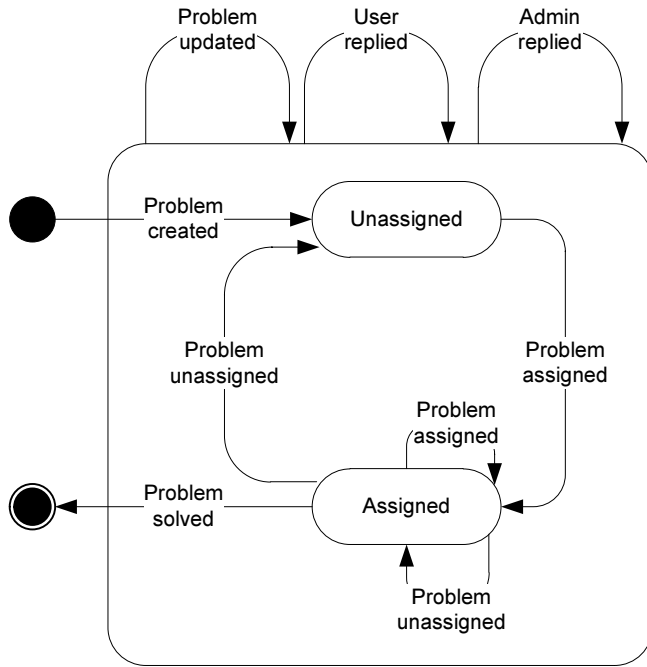 Problem
updated
User
replied
Admin
replied
Problem
created
Unassigned
Problem
unassigned
Problem
assigned
Problem
assigned
Problem
solved
Assigned
Problem
unassigned